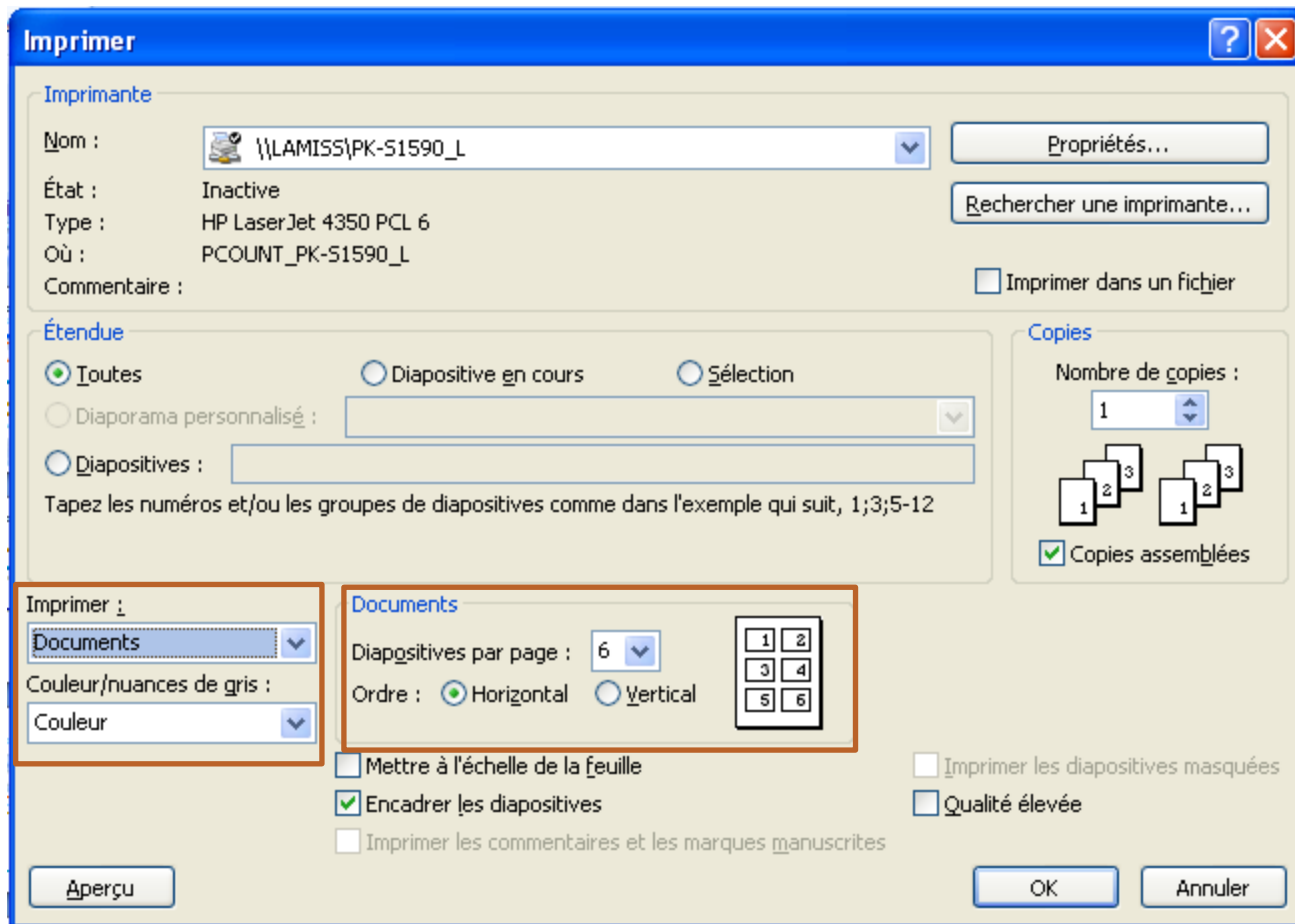 Imprimer
Imprimante
Nom :
\\LAMISS\PK-S1590_L
Propriétés...
État :
Inactive
Rechercher une imprimante...
Type :
HP LaserJet 4350 PCL 6
Où :
PCOUNT_PK-S1590_L
Commentaire :
Imprimer dans un fichier
Étendue
Toutes
Diapositive en cours
Sélection
Diaporama personnalisé :
Diapositives :
Tapez les numéros et/ou les groupes de diapositives comme dans l'exemple qui suit, 1;3;5-12
Copies
Nombre de copies :
1
1 2 3
1 2 3
Copies assemblées
Imprimer :
Documents
Couleur/nuances de gris :
Couleur
Documents
Diapositives par page :
6
Ordre :
Horizontal
Vertical
1 2
3 4
5 6
Mettre à l'échelle de la feuille
Imprimer les diapositives masquées
Encadrer les diapositives
Qualité élevée
Imprimer les commentaires et les marques manuscrites
Aperçu
OK
Annuler